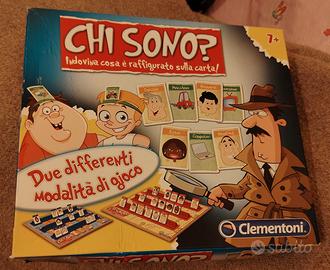 CHI SONO?
7+
Indovina cosa è raffigurato sulla carta!
Due differenti
modalità di gioco
Clementoni
subito